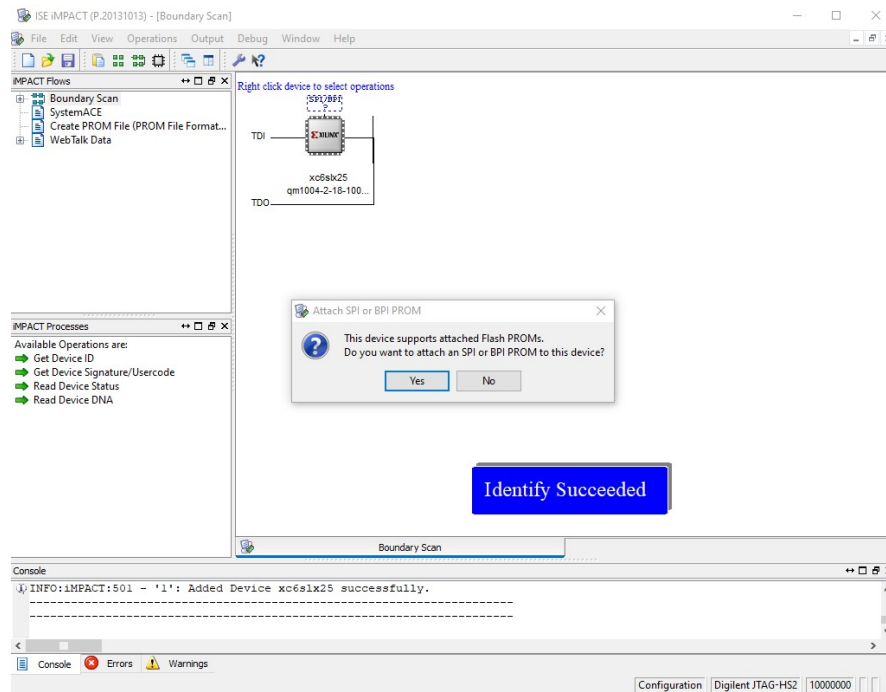 ISE iMPACT (P.20131013) - [Boundary Scan]
File Edit View Operations Output Debug Window Help
iMPACT Flows
Boundary Scan
SystemACE
Create PROM File (PROM File Format...
WebTalk Data
Right click device to select operations
SPI/BPI
?
TDI
XILINX
xc6slx25
qm1004-2-18-100...
TDO
Attach SPI or BPI PROM
This device supports attached Flash PROMs.
Do you want to attach an SPI or BPI PROM to this device?
Yes No
iMPACT Processes
Available Operations are:
Get Device ID
Get Device Signature/Usercode
Read Device Status
Read Device DNA
Identify Succeeded
Boundary Scan
Console
INFO:iMPACT:501 - '1': Added Device xc6slx25 successfully.
----------------------------------------------------------------------
----------------------------------------------------------------------
Console Errors Warnings
Configuration Digilent JTAG-HS2 10000000